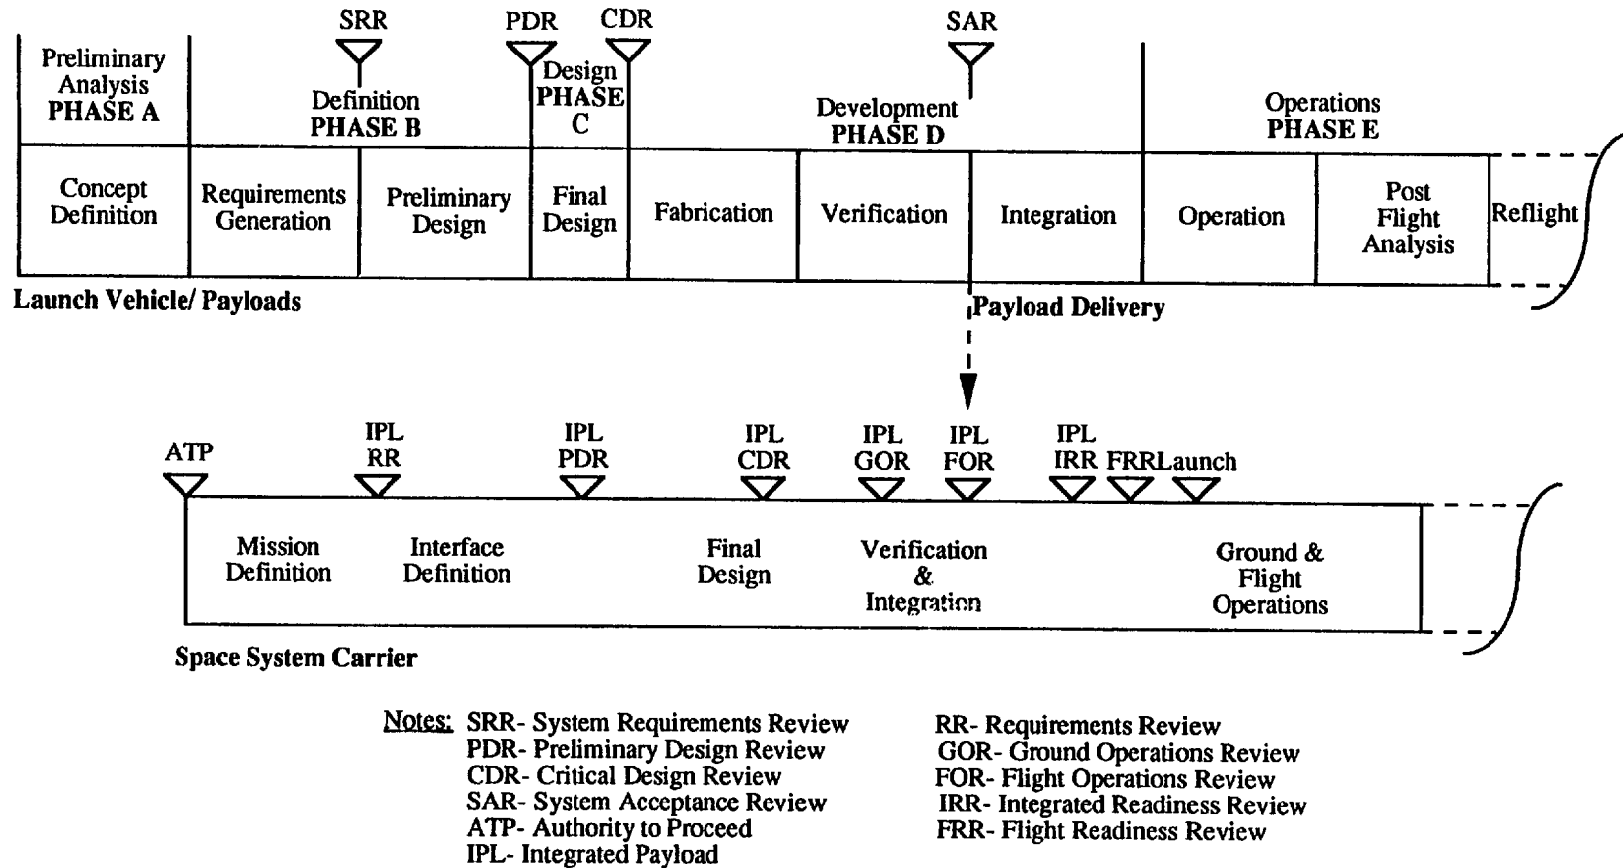 SRR
PDR
CDR
SAR
Preliminary
Analysis
PHASE A
Definition
PHASE B
Design
PHASE
C
Development
PHASE D
Operations
PHASE E
Concept
Definition
Requirements
Generation
Preliminary
Design
Final
Design
Fabrication
Verification
Integration
Operation
Post
Flight
Analysis
Reflight
Launch Vehicle/ Payloads
Payload Delivery
ATP
IPL
RR
IPL
PDR
IPL
CDR
IPL
GOR
IPL
FOR
IPL
IRR
FRR
Launch
Mission
Definition
Interface
Definition
Final
Design
Verification
&
Integration
Ground &
Flight
Operations
Space System Carrier
Notes: SRR- System Requirements Review
PDR- Preliminary Design Review
CDR- Critical Design Review
SAR- System Acceptance Review
ATP- Authority to Proceed
IPL- Integrated Payload
RR- Requirements Review
GOR- Ground Operations Review
FOR- Flight Operations Review
IRR- Integrated Readiness Review
FRR- Flight Readiness Review